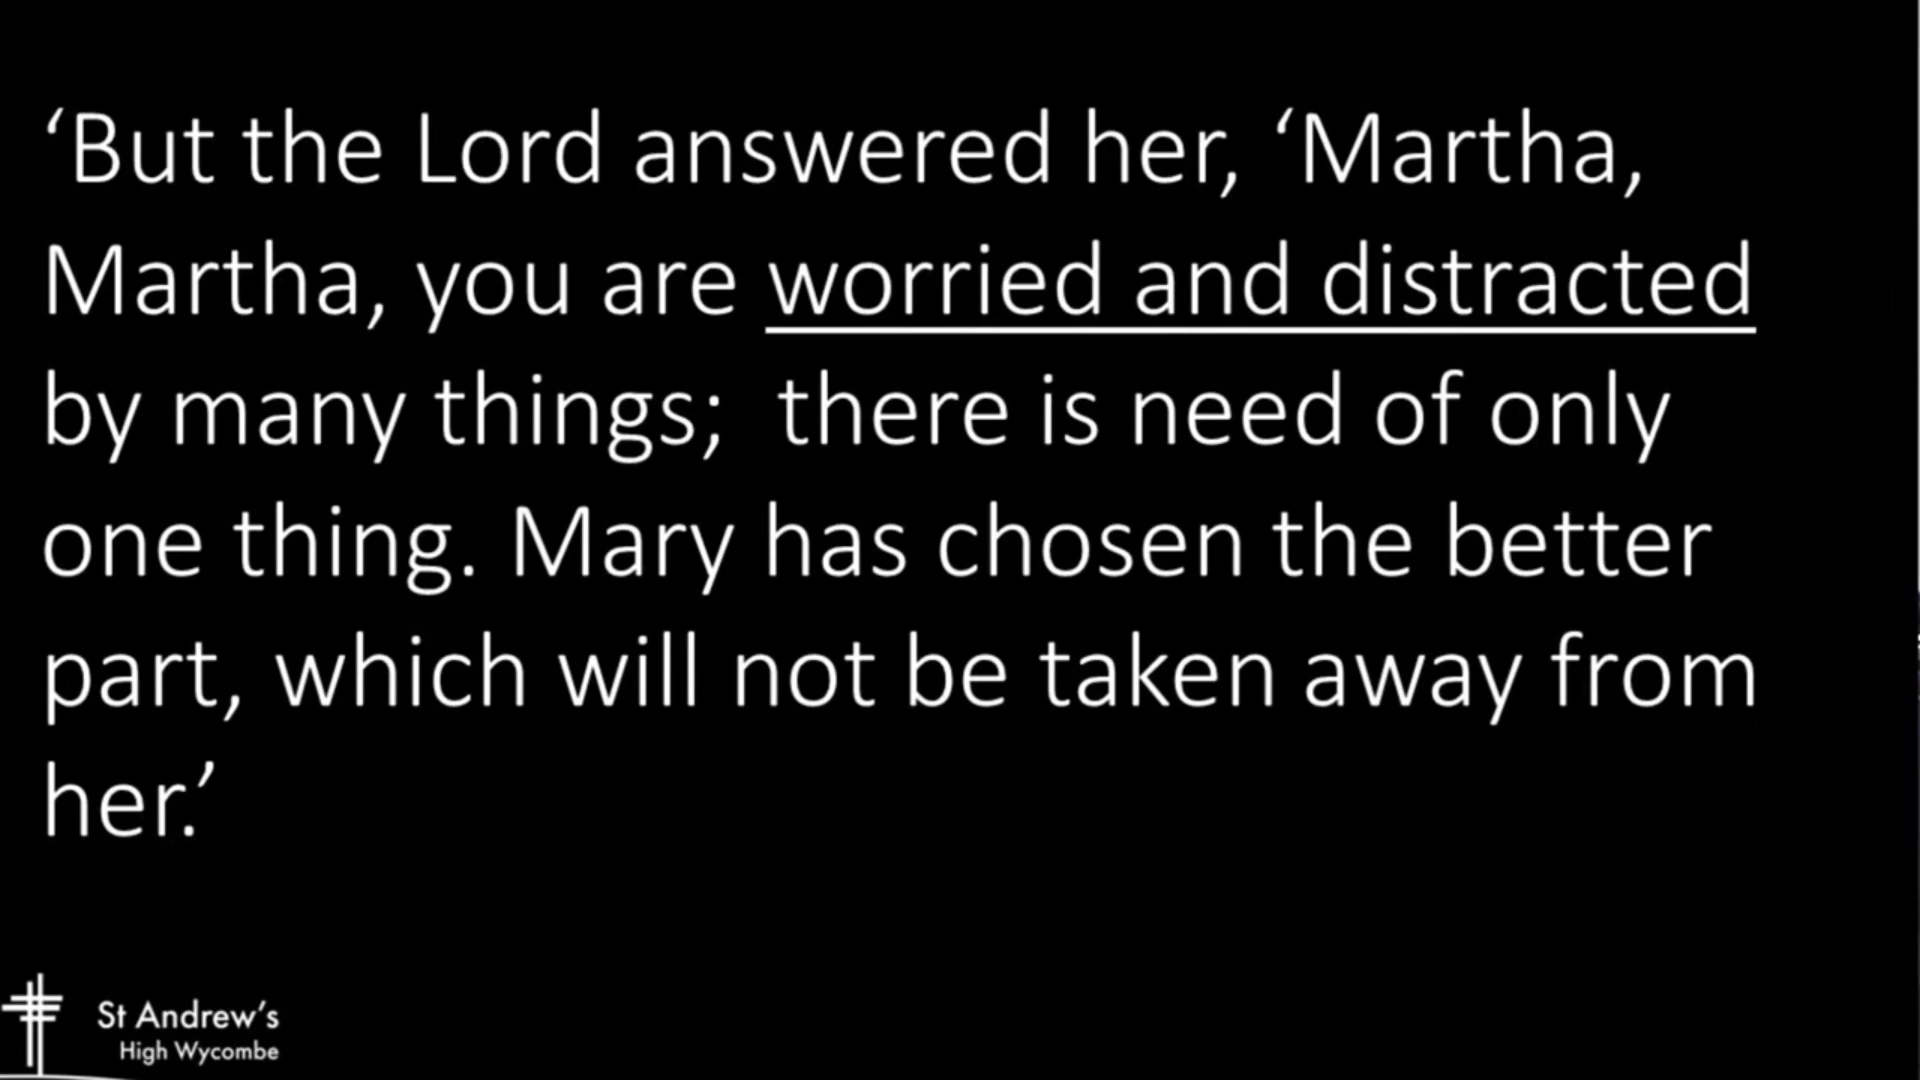 ‘But the Lord answered her, ‘Martha,
Martha, you are worried and distracted
by many things;  there is need of only
one thing. Mary has chosen the better
part, which will not be taken away from
her.’
St Andrew’s
High Wycombe